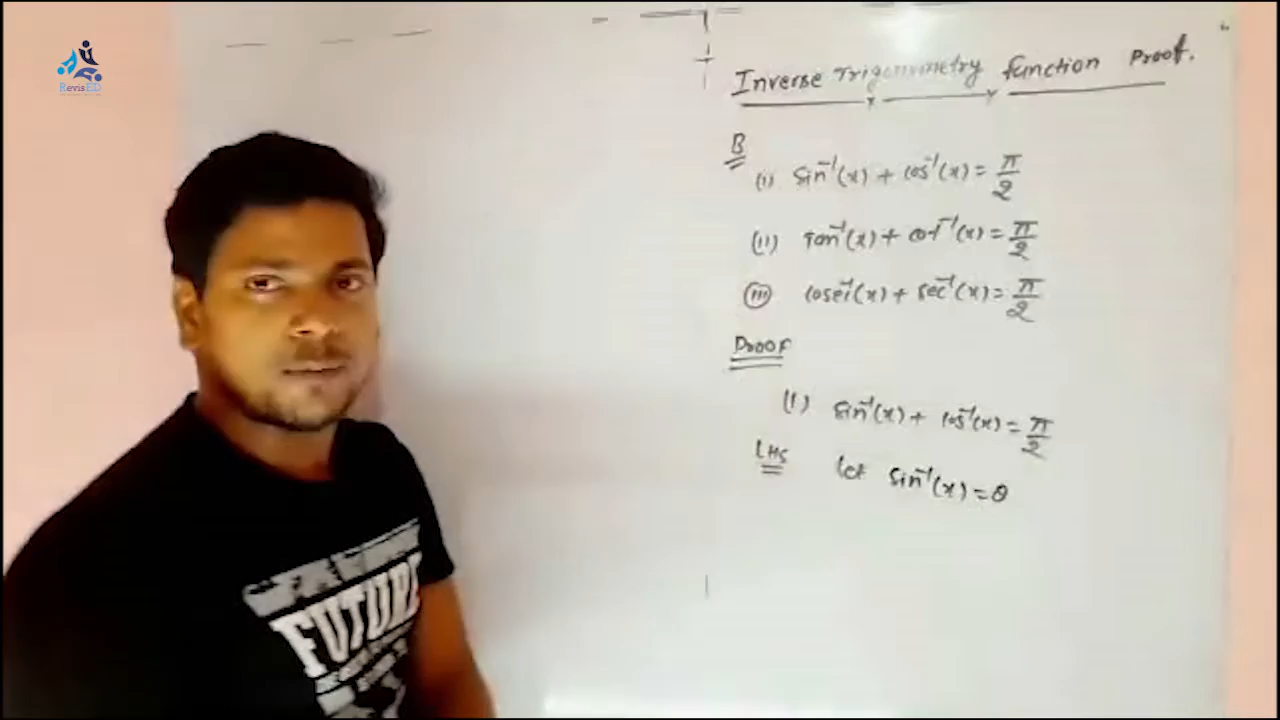 RevisED
Inverse Trigonometry function Proof.
B
(i) sin⁻¹(x) + cos⁻¹(x) = π/2
(ii) tan⁻¹(x) + cot⁻¹(x) = π/2
(iii) cosec⁻¹(x) + sec⁻¹(x) = π/2
Proof
(i) sin⁻¹(x) + cos⁻¹(x) = π/2
LHS let sin⁻¹(x) = θ
FUTURE